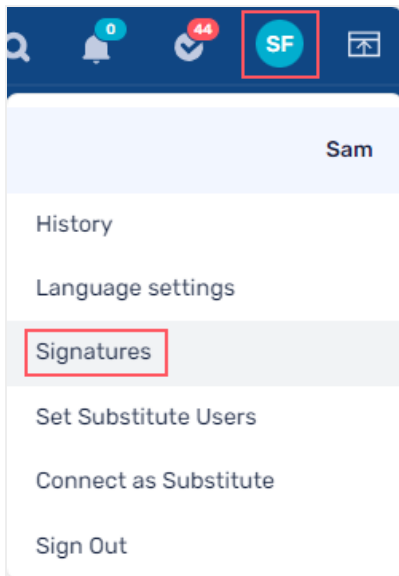 0
44
SF
Sam
History
Language settings
Signatures
Set Substitute Users
Connect as Substitute
Sign Out